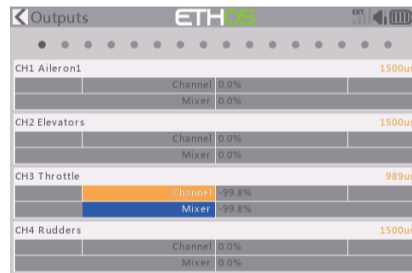 Outputs ETHOS EXT.
CH1 Aileron1 1500us
Channel 0.0%
Mixer 0.0%
CH2 Elevators 1500us
Channel 0.0%
Mixer 0.0%
CH3 Throttle 989us
Channel -99.8%
Mixer -99.8%
CH4 Rudders 1500us
Channel 0.0%
Mixer 0.0%